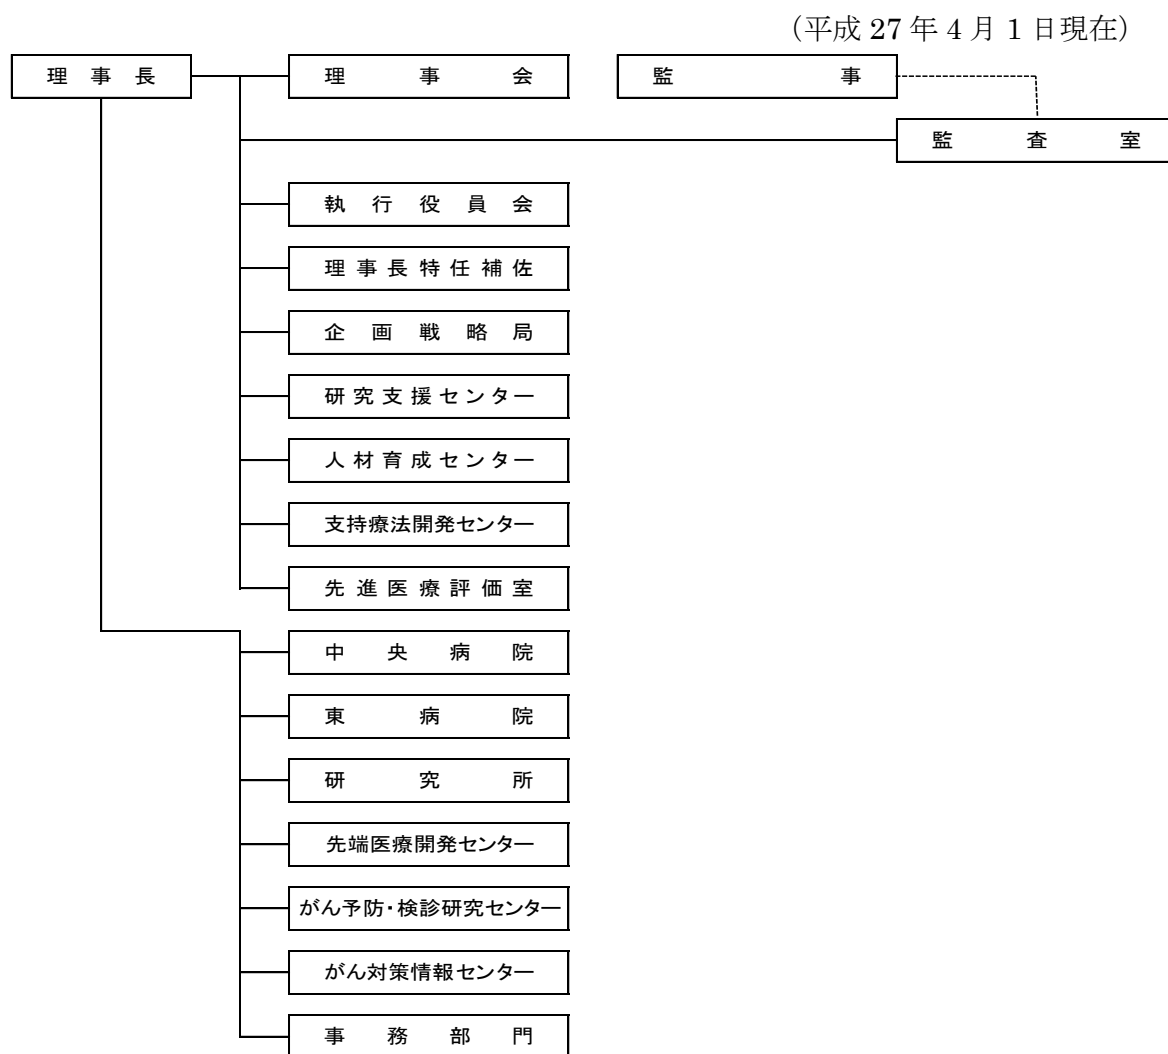 (平成 27 年 4 月 1 日現在)
理事長 理事会 監事
監査室
執行役員会
理事長特任補佐
企画戦略局
研究支援センター
人材育成センター
支持療法開発センター
先進医療評価室
中央病院
東病院
研究所
先端医療開発センター
がん予防・検診研究センター
がん対策情報センター
事務部門